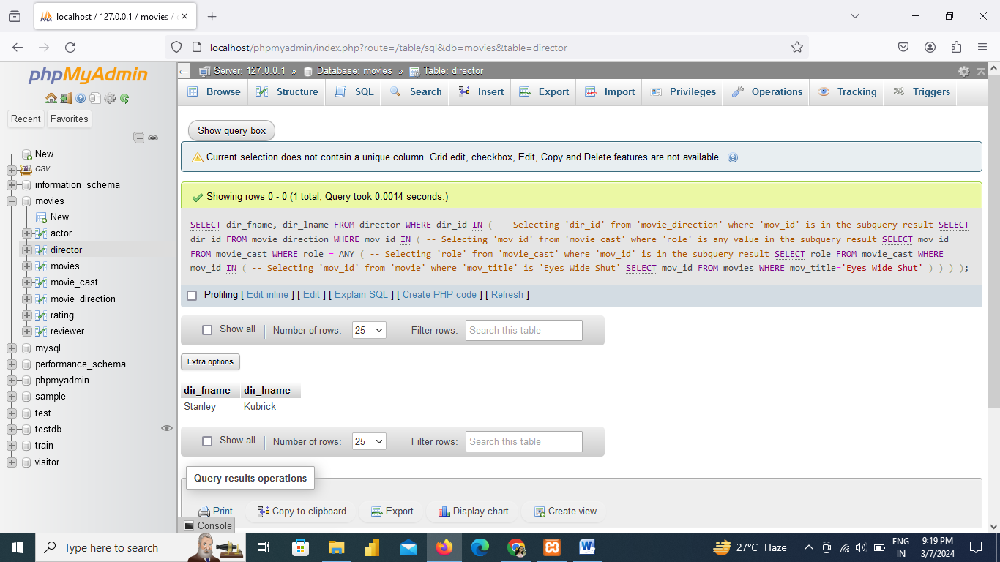 localhost / 127.0.0.1 / movies /
localhost/phpmyadmin/index.php?route=/table/sql&db=movies&table=director
phpMyAdmin
Recent Favorites
New
CSV
information_schema
movies
New
actor
director
movies
movie_cast
movie_direction
rating
reviewer
mysql
performance_schema
phpmyadmin
sample
test
testdb
train
visitor
Server: 127.0.0.1 » Database: movies » Table: director
Browse Structure SQL Search Insert Export Import Privileges Operations Tracking Triggers
Show query box
Current selection does not contain a unique column. Grid edit, checkbox, Edit, Copy and Delete features are not available.
Showing rows 0 - 0 (1 total, Query took 0.0014 seconds.)
SELECT dir_fname, dir_lname FROM director WHERE dir_id IN ( -- Selecting 'dir_id' from 'movie_direction' where 'mov_id' is in the subquery result SELECT
dir_id FROM movie_direction WHERE mov_id IN ( -- Selecting 'mov_id' from 'movie_cast' where 'role' is any value in the subquery result SELECT mov_id
FROM movie_cast WHERE role = ANY ( -- Selecting 'role' from 'movie_cast' where 'mov_id' is in the subquery result SELECT role FROM movie_cast WHERE
mov_id IN ( -- Selecting 'mov_id' from 'movie' where 'mov_title' is 'Eyes Wide Shut' SELECT mov_id FROM movies WHERE mov_title='Eyes Wide Shut' ) ) ) );
Profiling [ Edit inline ] [ Edit ] [ Explain SQL ] [ Create PHP code ] [ Refresh ]
Show all Number of rows: 25 Filter rows: Search this table
Extra options
dir_fname dir_lname
Stanley Kubrick
Show all Number of rows: 25 Filter rows: Search this table
Query results operations
Print Copy to clipboard Export Display chart Create view
Console
Type here to search
27°C Haze
ENG
IN
9:19 PM
3/7/2024